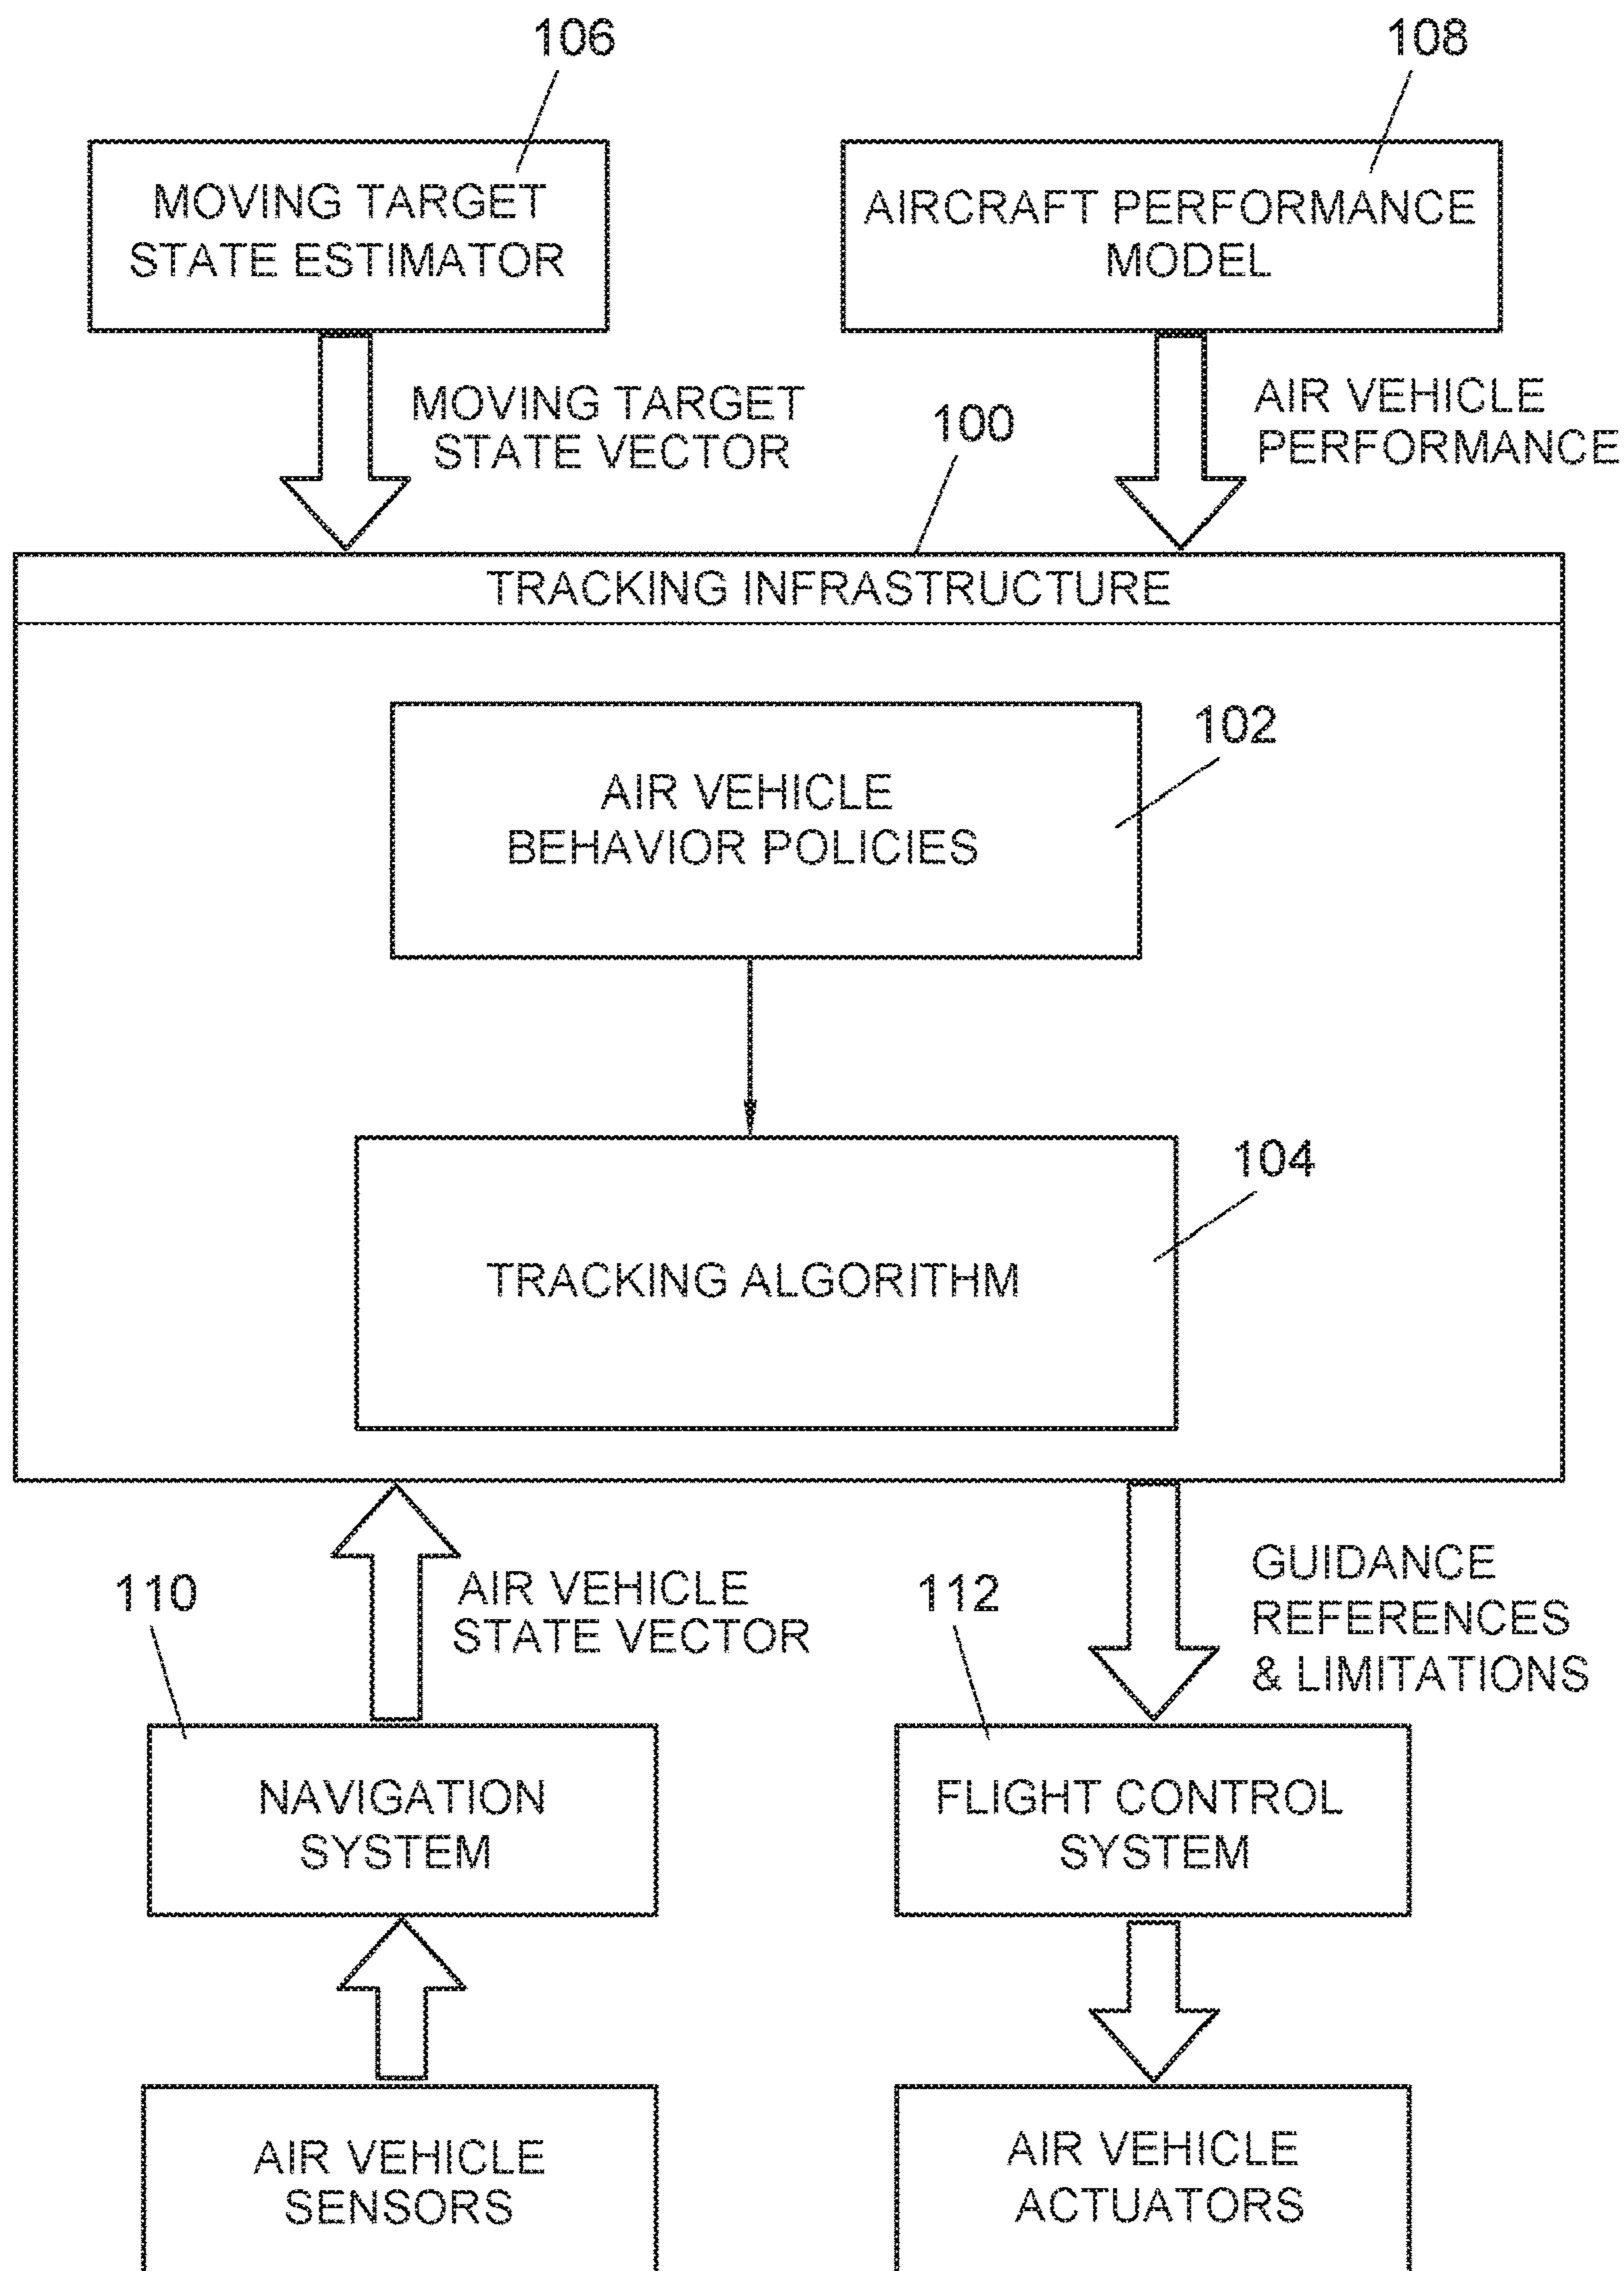 106
108
MOVING TARGET
STATE ESTIMATOR
AIRCRAFT PERFORMANCE
MODEL
MOVING TARGET
STATE VECTOR
100
AIR VEHICLE
PERFORMANCE
TRACKING INFRASTRUCTURE
102
AIR VEHICLE
BEHAVIOR POLICIES
104
TRACKING ALGORITHM
110
AIR VEHICLE
STATE VECTOR
112
GUIDANCE
REFERENCES
& LIMITATIONS
NAVIGATION
SYSTEM
FLIGHT CONTROL
SYSTEM
AIR VEHICLE
SENSORS
AIR VEHICLE
ACTUATORS